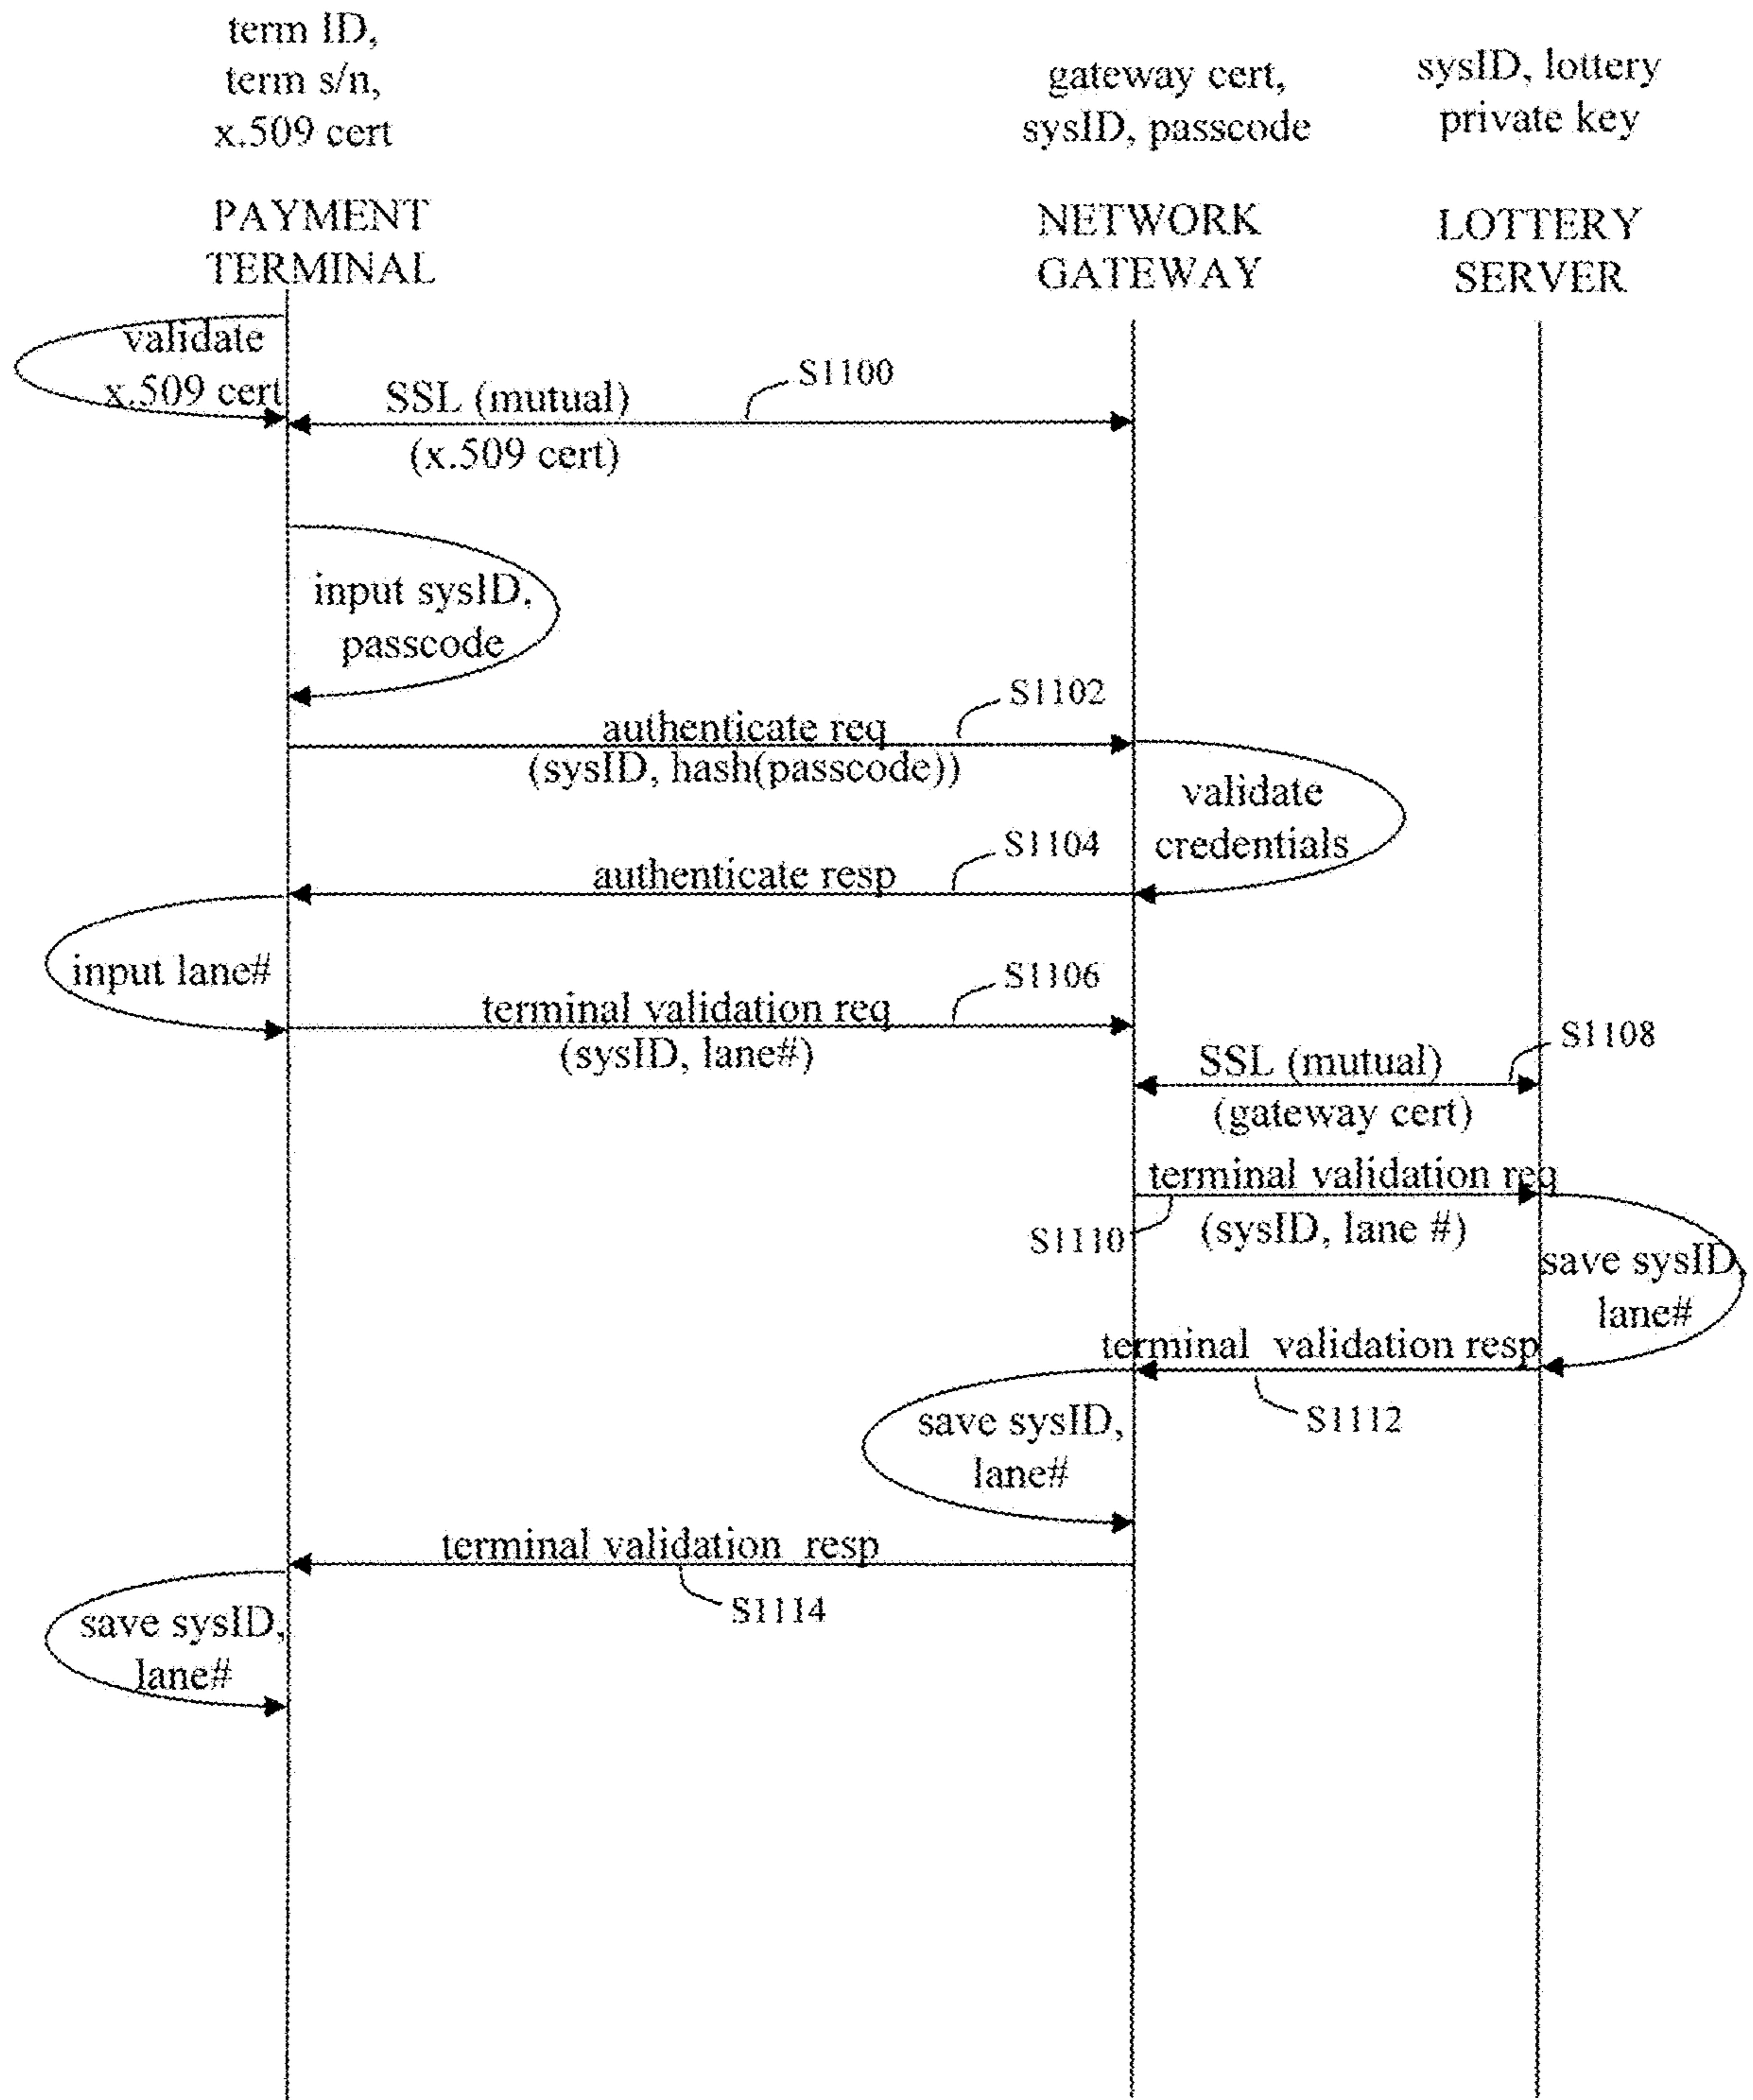 term ID,
term s/n,
x.509 cert
gateway cert,
sysID, passcode
sysID, lottery
private key
PAYMENT
TERMINAL
NETWORK
GATEWAY
LOTTERY
SERVER
validate
x.509 cert
S1100
SSL (mutual)
(x.509 cert)
input sysID,
passcode
S1102
authenticate req
(sysID, hash(passcode))
validate
credentials
S1104
authenticate resp
input lane#
S1106
terminal validation req
(sysID, lane#)
S1108
SSL (mutual)
(gateway cert)
terminal validation req
S1110
(sysID, lane #)
save sysID,
lane#
terminal validation resp
S1112
save sysID,
lane#
terminal validation resp
S1114
save sysID,
lane#